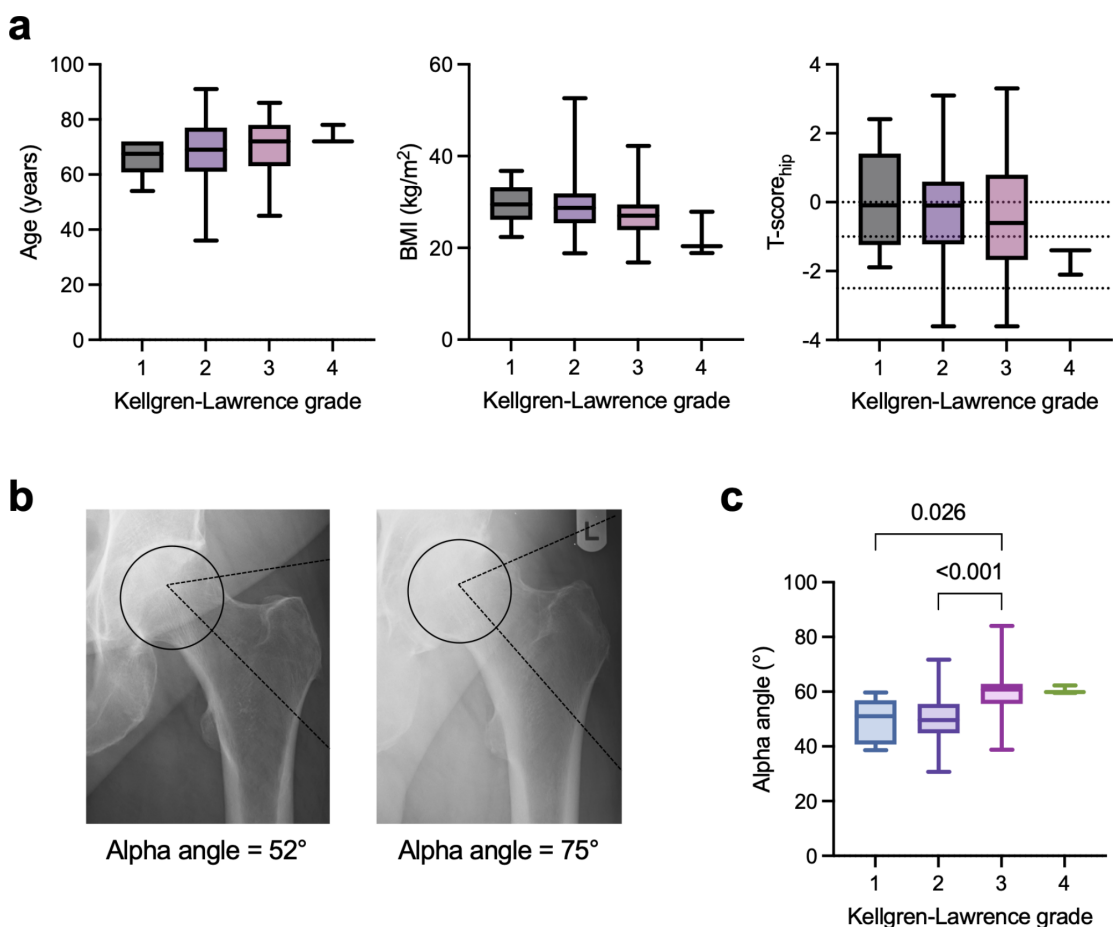 a
Age (years)
100
80
60
40
20
0
1 2 3 4
Kellgren-Lawrence grade
BMI (kg/m²)
60
40
20
0
1 2 3 4
Kellgren-Lawrence grade
T-score_hip
4
2
0
-2
-4
1 2 3 4
Kellgren-Lawrence grade
b
L
Alpha angle = 52°
Alpha angle = 75°
c
0.026
<0.001
Alpha angle (°)
100
80
60
40
20
0
1 2 3 4
Kellgren-Lawrence grade